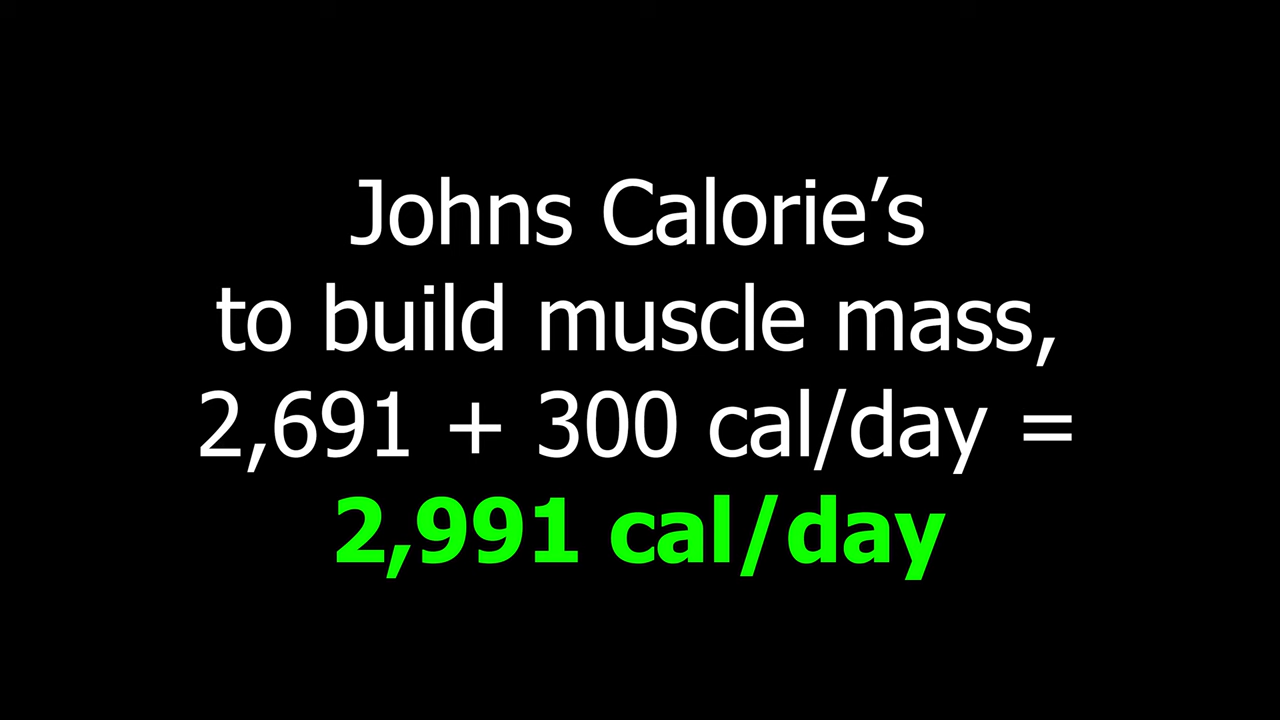 Johns Calorie’s
to build muscle mass,
2,691 + 300 cal/day =
2,991 cal/day